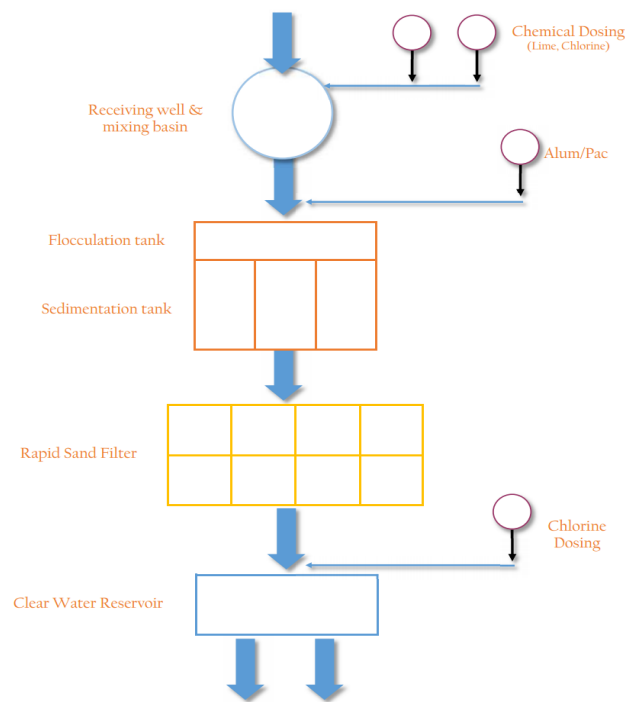 Chemical Dosing
(Lime, Chlorine)
Receiving well &
mixing basin
Alum/Pac
Flocculation tank
Sedimentation tank
Rapid Sand Filter
Chlorine
Dosing
Clear Water Reservoir